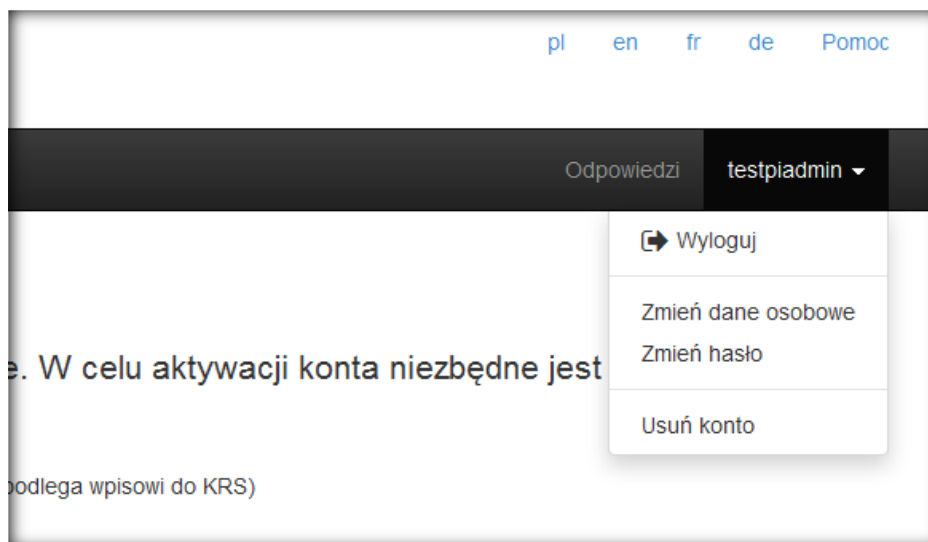 pl en fr de Pomoc
Odpowiedzi testpiadmin
Wyloguj
Zmień dane osobowe
Zmień hasło
e. W celu aktywacji konta niezbędne jest
Usuń konto
podlega wpisowi do KRS)